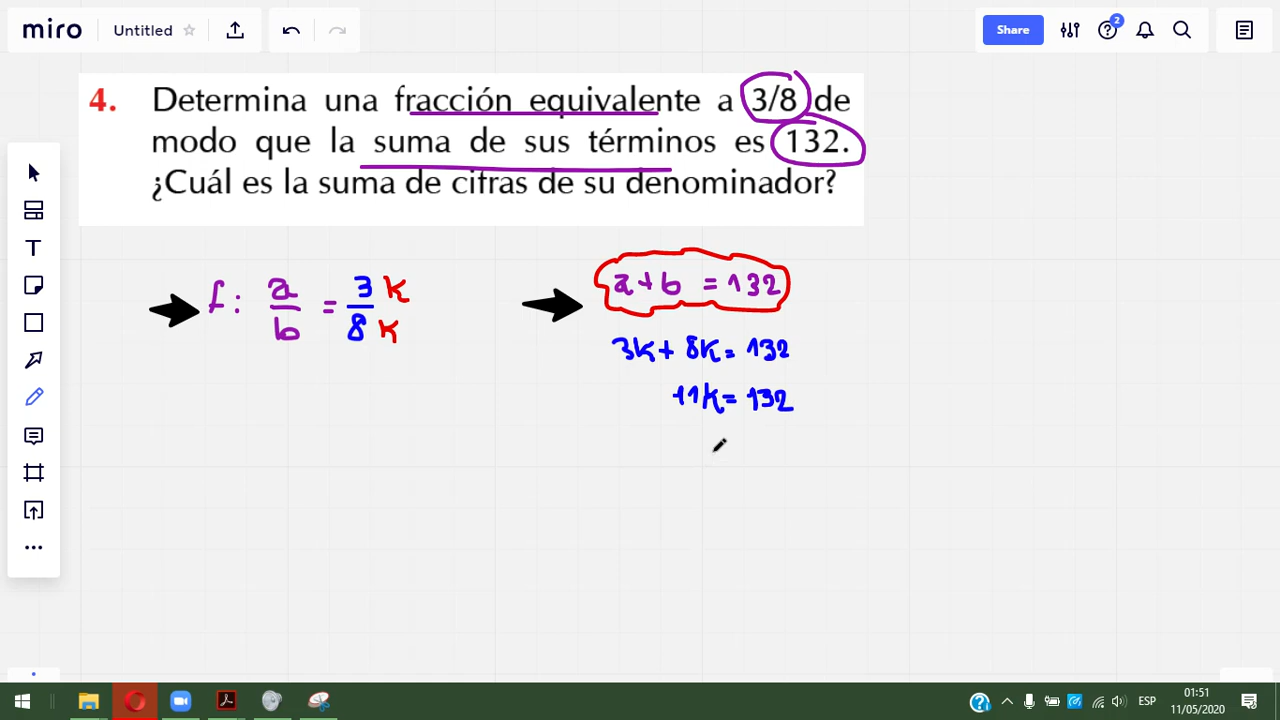 miro
Untitled
Share
2
4. Determina una fracción equivalente a 3/8 de
modo que la suma de sus términos es 132.
¿Cuál es la suma de cifras de su denominador?
f: a/b = 3k/8k
a+b = 132
3k+ 8k = 132
11k = 132
T
ESP
01:51
11/05/2020